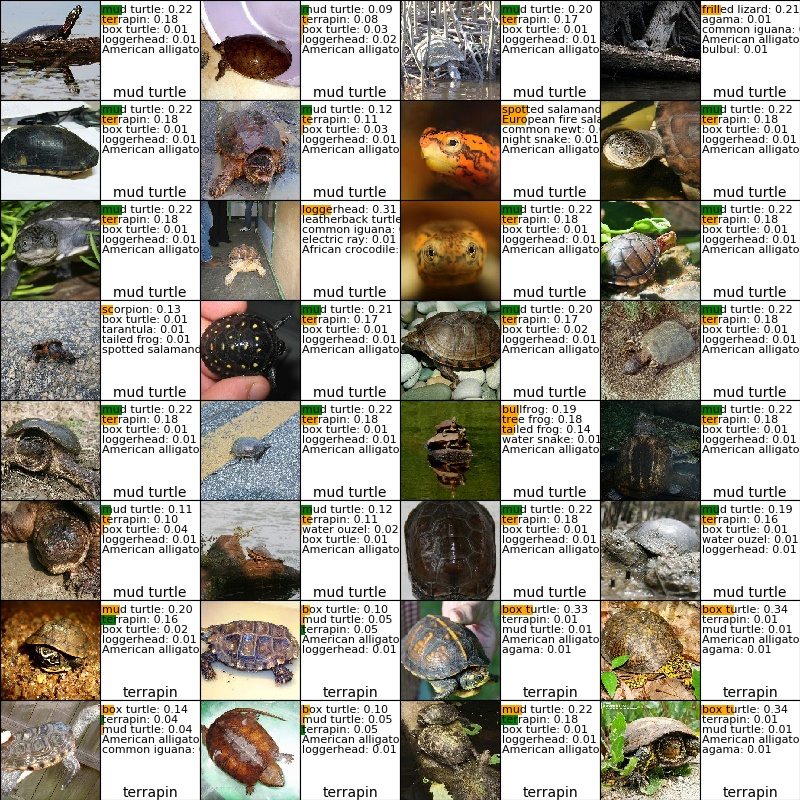 mud turtle: 0.22
terrapin: 0.18
box turtle: 0.01
loggerhead: 0.01
American alligato
mud turtle
mud turtle: 0.09
terrapin: 0.08
box turtle: 0.03
loggerhead: 0.02
American alligato
mud turtle
mud turtle: 0.20
terrapin: 0.17
box turtle: 0.01
loggerhead: 0.01
American alligato
mud turtle
frilled lizard: 0.21
agama: 0.01
common iguana: 
American alligato
bulbul: 0.01
mud turtle
mud turtle: 0.22
terrapin: 0.18
box turtle: 0.01
loggerhead: 0.01
American alligato
mud turtle
mud turtle: 0.12
terrapin: 0.11
box turtle: 0.03
loggerhead: 0.01
American alligato
mud turtle
spotted salamand
European fire sala
common newt: 0.
night snake: 0.01
American alligato
mud turtle
mud turtle: 0.22
terrapin: 0.18
box turtle: 0.01
loggerhead: 0.01
American alligato
mud turtle
mud turtle: 0.22
terrapin: 0.18
box turtle: 0.01
loggerhead: 0.01
American alligato
mud turtle
loggerhead: 0.31
leatherback turtle
common iguana:
electric ray: 0.01
African crocodile:
mud turtle
mud turtle: 0.22
terrapin: 0.18
box turtle: 0.01
loggerhead: 0.01
American alligato
mud turtle
mud turtle: 0.22
terrapin: 0.18
box turtle: 0.01
loggerhead: 0.01
American alligato
mud turtle
scorpion: 0.13
box turtle: 0.01
tarantula: 0.01
tailed frog: 0.01
spotted salamand
mud turtle
mud turtle: 0.21
terrapin: 0.17
box turtle: 0.01
loggerhead: 0.01
American alligato
mud turtle
mud turtle: 0.20
terrapin: 0.17
box turtle: 0.02
loggerhead: 0.01
American alligato
mud turtle
mud turtle: 0.22
terrapin: 0.18
box turtle: 0.01
loggerhead: 0.01
American alligato
mud turtle
mud turtle: 0.22
terrapin: 0.18
box turtle: 0.01
loggerhead: 0.01
American alligato
mud turtle
mud turtle: 0.22
terrapin: 0.18
box turtle: 0.01
loggerhead: 0.01
American alligato
mud turtle
bullfrog: 0.19
tree frog: 0.18
tailed frog: 0.14
water snake: 0.01
American alligato
mud turtle
mud turtle: 0.22
terrapin: 0.18
box turtle: 0.01
loggerhead: 0.01
American alligato
mud turtle
mud turtle: 0.11
terrapin: 0.10
box turtle: 0.04
loggerhead: 0.01
American alligato
mud turtle
mud turtle: 0.12
terrapin: 0.11
water ouzel: 0.02
box turtle: 0.01
American alligato
mud turtle
mud turtle: 0.22
terrapin: 0.18
box turtle: 0.01
loggerhead: 0.01
American alligato
mud turtle
mud turtle: 0.19
terrapin: 0.16
box turtle: 0.01
water ouzel: 0.01
loggerhead: 0.01
mud turtle
mud turtle: 0.20
terrapin: 0.16
box turtle: 0.02
loggerhead: 0.01
American alligato
terrapin
box turtle: 0.10
mud turtle: 0.05
terrapin: 0.05
American alligato
loggerhead: 0.01
terrapin
box turtle: 0.33
terrapin: 0.01
mud turtle: 0.01
American alligato
agama: 0.01
terrapin
box turtle: 0.34
terrapin: 0.01
mud turtle: 0.01
American alligato
agama: 0.01
terrapin
box turtle: 0.14
terrapin: 0.04
mud turtle: 0.04
American alligato
common iguana:
terrapin
box turtle: 0.10
mud turtle: 0.05
terrapin: 0.05
American alligato
loggerhead: 0.01
terrapin
mud turtle: 0.22
terrapin: 0.18
box turtle: 0.01
loggerhead: 0.01
American alligato
terrapin
box turtle: 0.34
terrapin: 0.01
mud turtle: 0.01
American alligato
agama: 0.01
terrapin